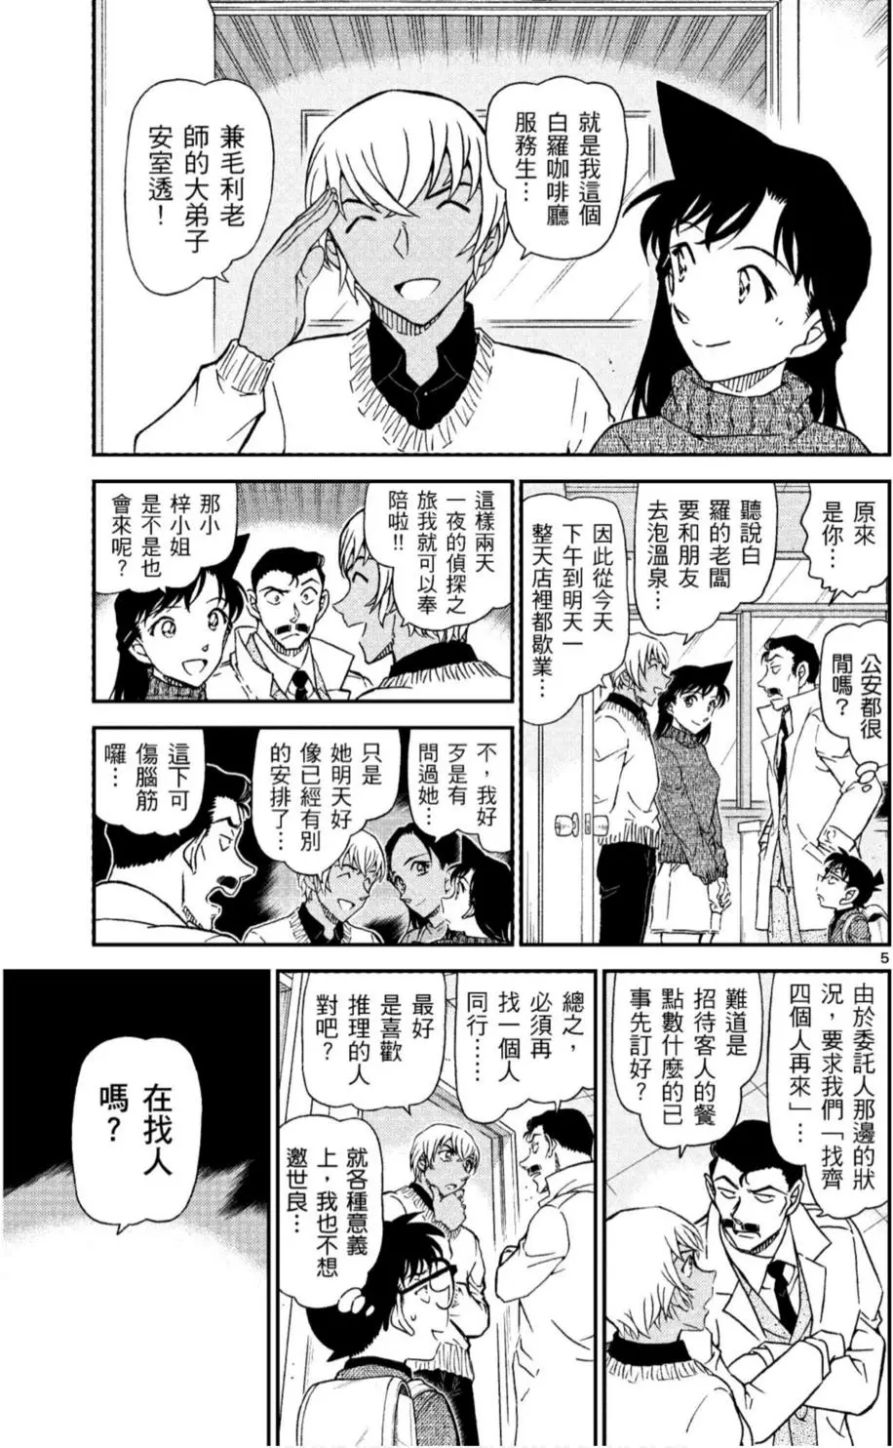 就是我這個
白羅咖啡廳
服務生…
兼毛利老
師的大弟子
安室透！
原來
是你…
公安都很
閒嗎？
聽說白
羅的老闆
要和朋友
去泡溫泉…
因此從今天
下午到明天一
整天店裡都歇業…
這樣兩天
一夜的偵探之
旅我就可以奉
陪啦!!
那小
梓小姐
是不是也
會來呢？
不，我好
歹是有
問過她…
只是
她明天好
像已經有別
的安排了…
這下可
傷腦筋
囉…
5
由於委託人那邊的狀
況，要求我們「找齊
四個人再來」…
難道是
招待客人的餐
點數什麼的已
事先訂好？
總之，
必須再
找一個人
同行……
最好
是喜歡
推理的人
對吧？
就各種意義
上，我也不想
邀世良…
在找人
嗎？